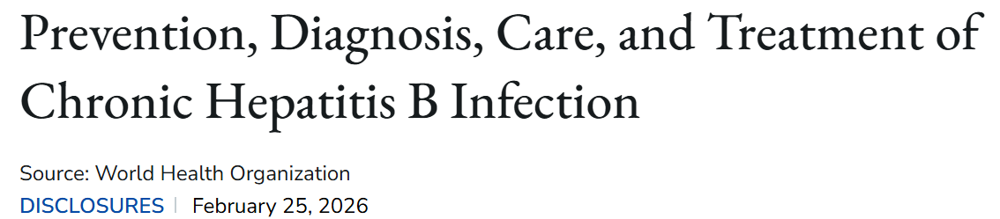 Prevention, Diagnosis, Care, and Treatment of
Chronic Hepatitis B Infection
Source: World Health Organization
DISCLOSURES | February 25, 2026